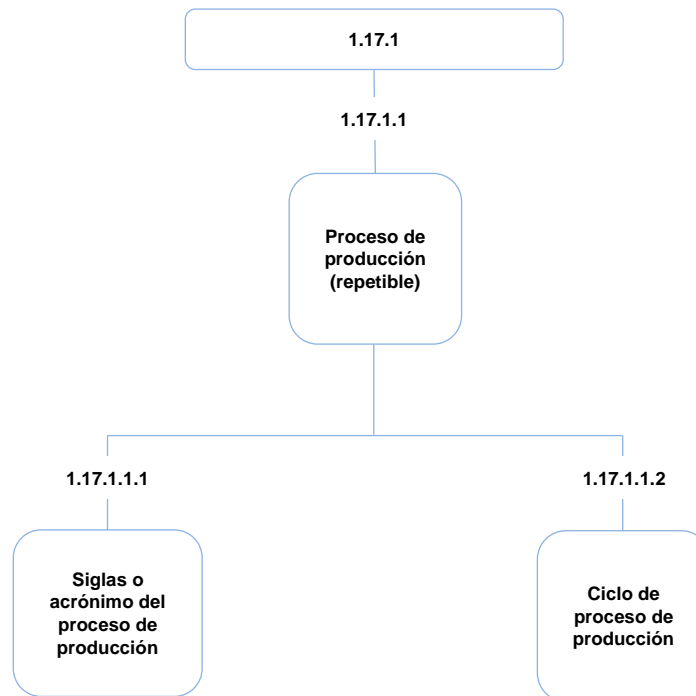 1.17.1
1.17.1.1
Proceso de
producción
(repetible)
1.17.1.1.1
1.17.1.1.2
Siglas o
acrónimo del
proceso de
producción
Ciclo de
proceso de
producción